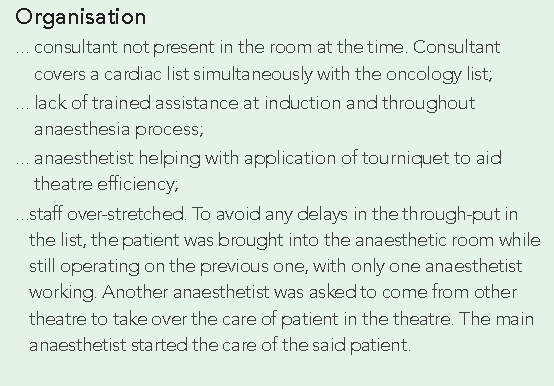 Organisation
... consultant not present in the room at the time. Consultant
covers a cardiac list simultaneously with the oncology list;
... lack of trained assistance at induction and throughout
anaesthesia process;
... anaesthetist helping with application of tourniquet to aid
theatre efficiency;
...staff over-stretched. To avoid any delays in the through-put in
the list, the patient was brought into the anaesthetic room while
still operating on the previous one, with only one anaesthetist
working. Another anaesthetist was asked to come from other
theatre to take over the care of patient in the theatre. The main
anaesthetist started the care of the said patient.